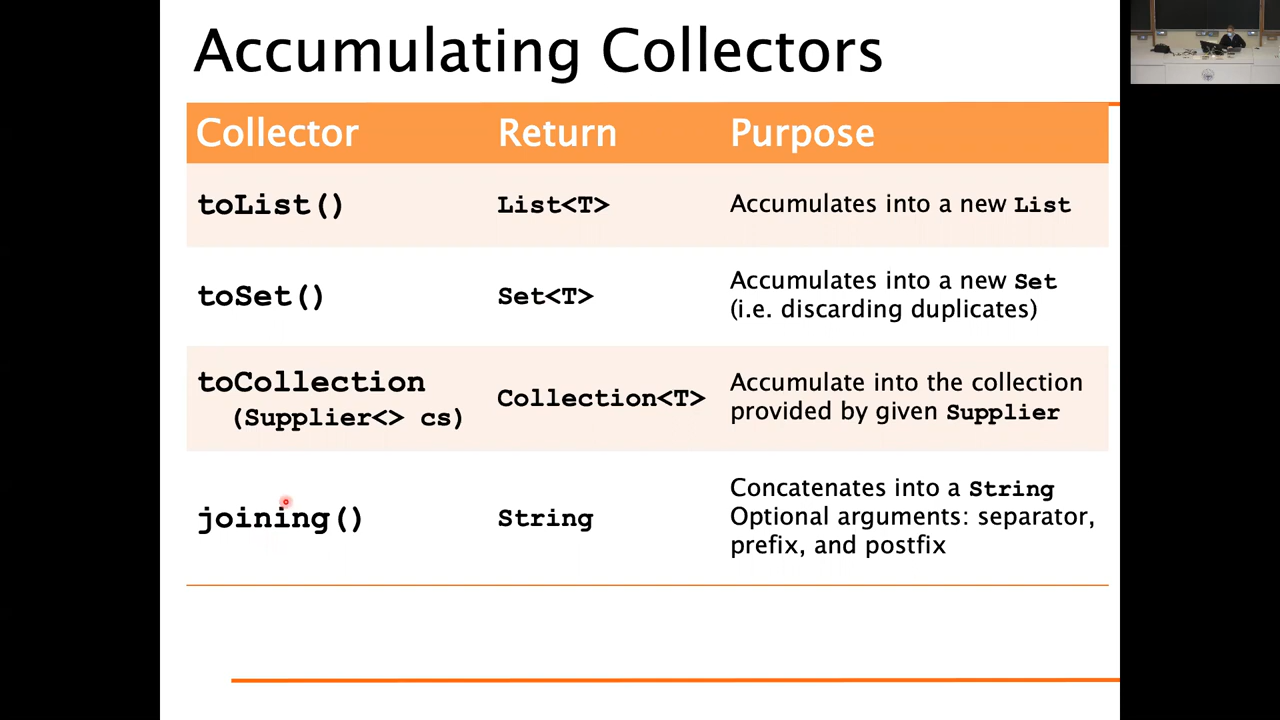 Accumulating Collectors
Collector Return Purpose
toList() List<T> Accumulates into a new List
toSet() Set<T> Accumulates into a new Set
(i.e. discarding duplicates)
toCollection
(Supplier<> cs) Collection<T> Accumulate into the collection
provided by given Supplier
joining() String Concatenates into a String
Optional arguments: separator,
prefix, and postfix